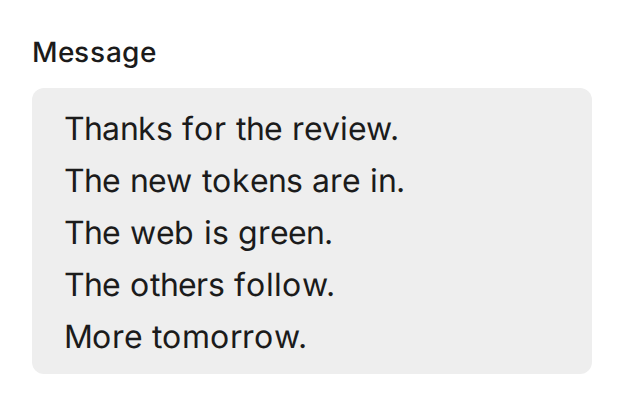 Message
Thanks for the review.
The new tokens are in.
The web is green.
The others follow.
More tomorrow.